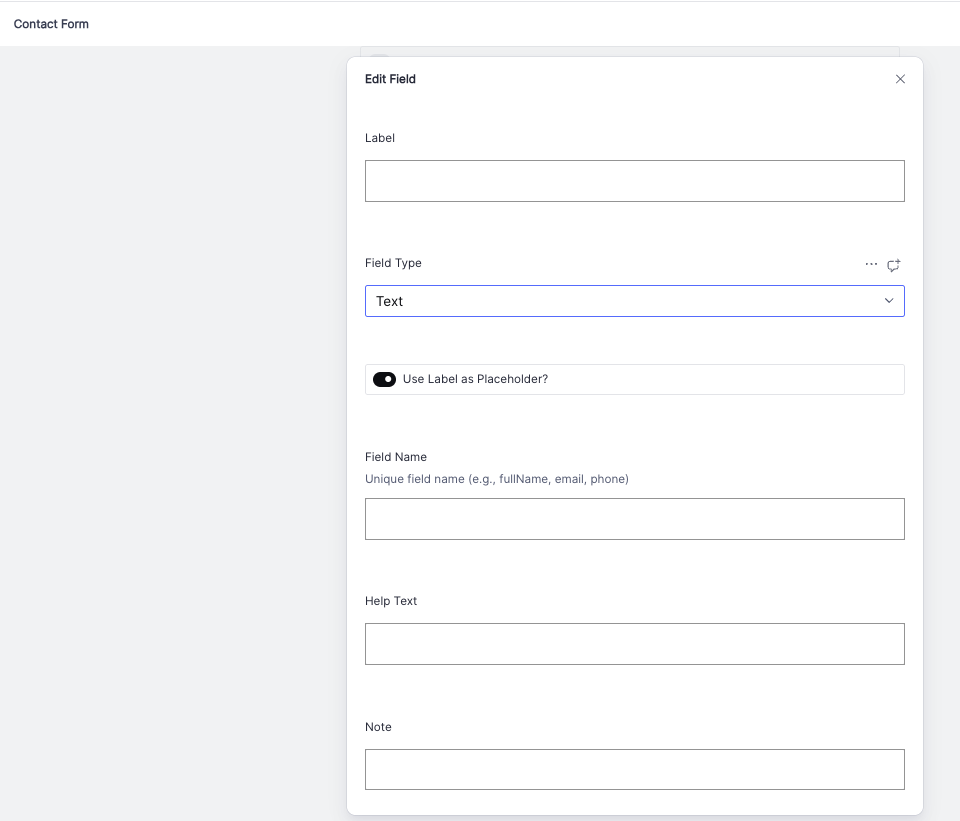 Contact Form
Edit Field
Label
Field Type
Text
Use Label as Placeholder?
Field Name
Unique field name (e.g., fullName, email, phone)
Help Text
Note